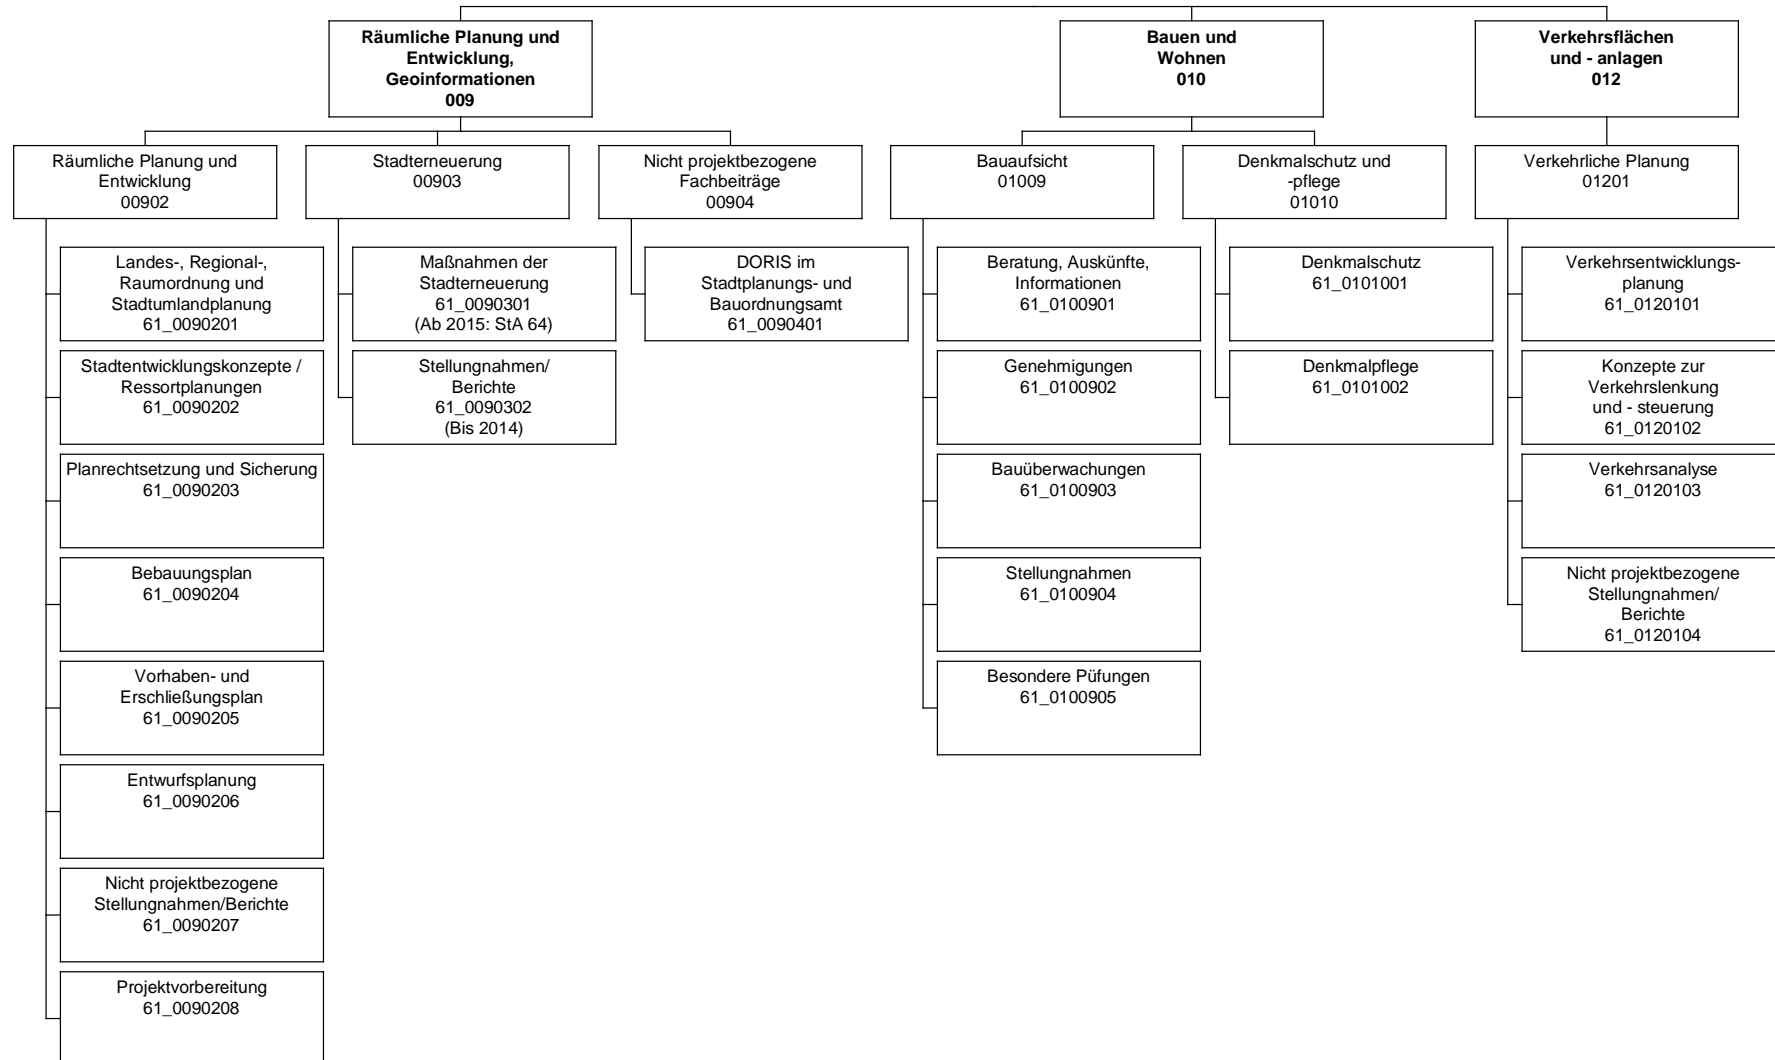 Räumliche Planung und
Entwicklung,
Geoinformationen
009
Bauen und
Wohnen
010
Verkehrsflächen
und - anlagen
012
Räumliche Planung und
Entwicklung
00902
Stadterneuerung
00903
Nicht projektbezogene
Fachbeiträge
00904
Bauaufsicht
01009
Denkmalschutz und
-pflege
01010
Verkehrliche Planung
01201
Landes-, Regional-,
Raumordnung und
Stadtumlandplanung
61_0090201
Stadtentwicklungskonzepte /
Ressortplanungen
61_0090202
Planrechtsetzung und Sicherung
61_0090203
Bebauungsplan
61_0090204
Vorhaben- und
Erschließungsplan
61_0090205
Entwurfsplanung
61_0090206
Nicht projektbezogene
Stellungnahmen/Berichte
61_0090207
Projektvorbereitung
61_0090208
Maßnahmen der
Stadterneuerung
61_0090301
(Ab 2015: StA 64)
Stellungnahmen/
Berichte
61_0090302
(Bis 2014)
DORIS im
Stadtplanungs- und
Bauordnungsamt
61_0090401
Beratung, Auskünfte,
Informationen
61_0100901
Genehmigungen
61_0100902
Bauüberwachungen
61_0100903
Stellungnahmen
61_0100904
Besondere Püfungen
61_0100905
Denkmalschutz
61_0101001
Denkmalpflege
61_0101002
Verkehrsentwicklungs-
planung
61_0120101
Konzepte zur
Verkehrslenkung
und - steuerung
61_0120102
Verkehrsanalyse
61_0120103
Nicht projektbezogene
Stellungnahmen/
Berichte
61_0120104